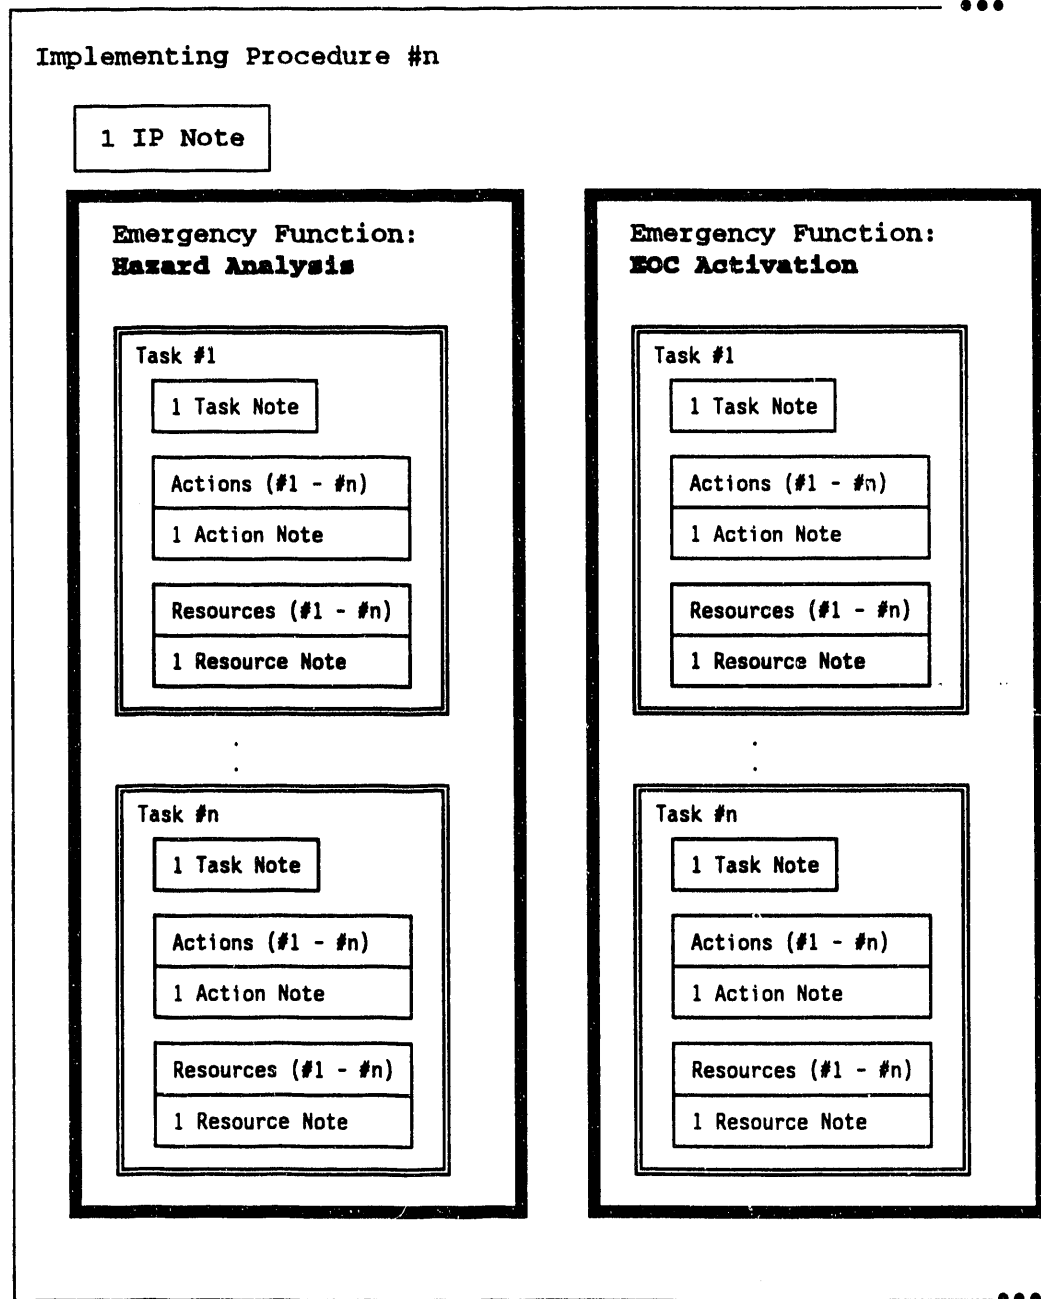 Implementing Procedure #n
1 IP Note
Emergency Function:
Hazard Analysis
Task #1
1 Task Note
Actions (#1 - #n)
1 Action Note
Resources (#1 - #n)
1 Resource Note
Task #n
1 Task Note
Actions (#1 - #n)
1 Action Note
Resources (#1 - #n)
1 Resource Note
Emergency Function:
EOC Activation
Task #1
1 Task Note
Actions (#1 - #n)
1 Action Note
Resources (#1 - #n)
1 Resource Note
Task #n
1 Task Note
Actions (#1 - #n)
1 Action Note
Resources (#1 - #n)
1 Resource Note